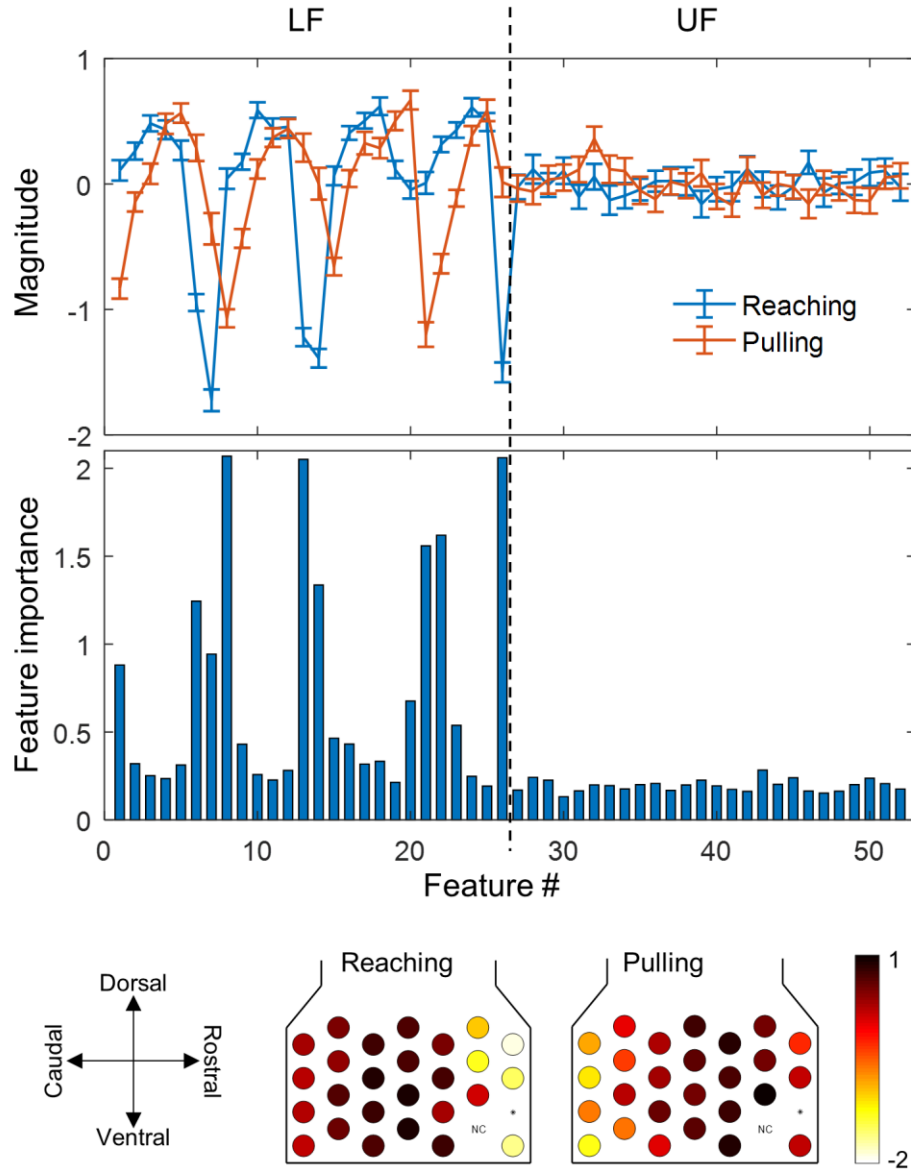 LF UF
1
0
-1
-2
Magnitude
Reaching
Pulling
2
1.5
1
0.5
0
Feature importance
0 10 20 30 40 50
Feature #
Reaching Pulling
Dorsal
Caudal Rostral
Ventral
* *
NC NC
1
-2